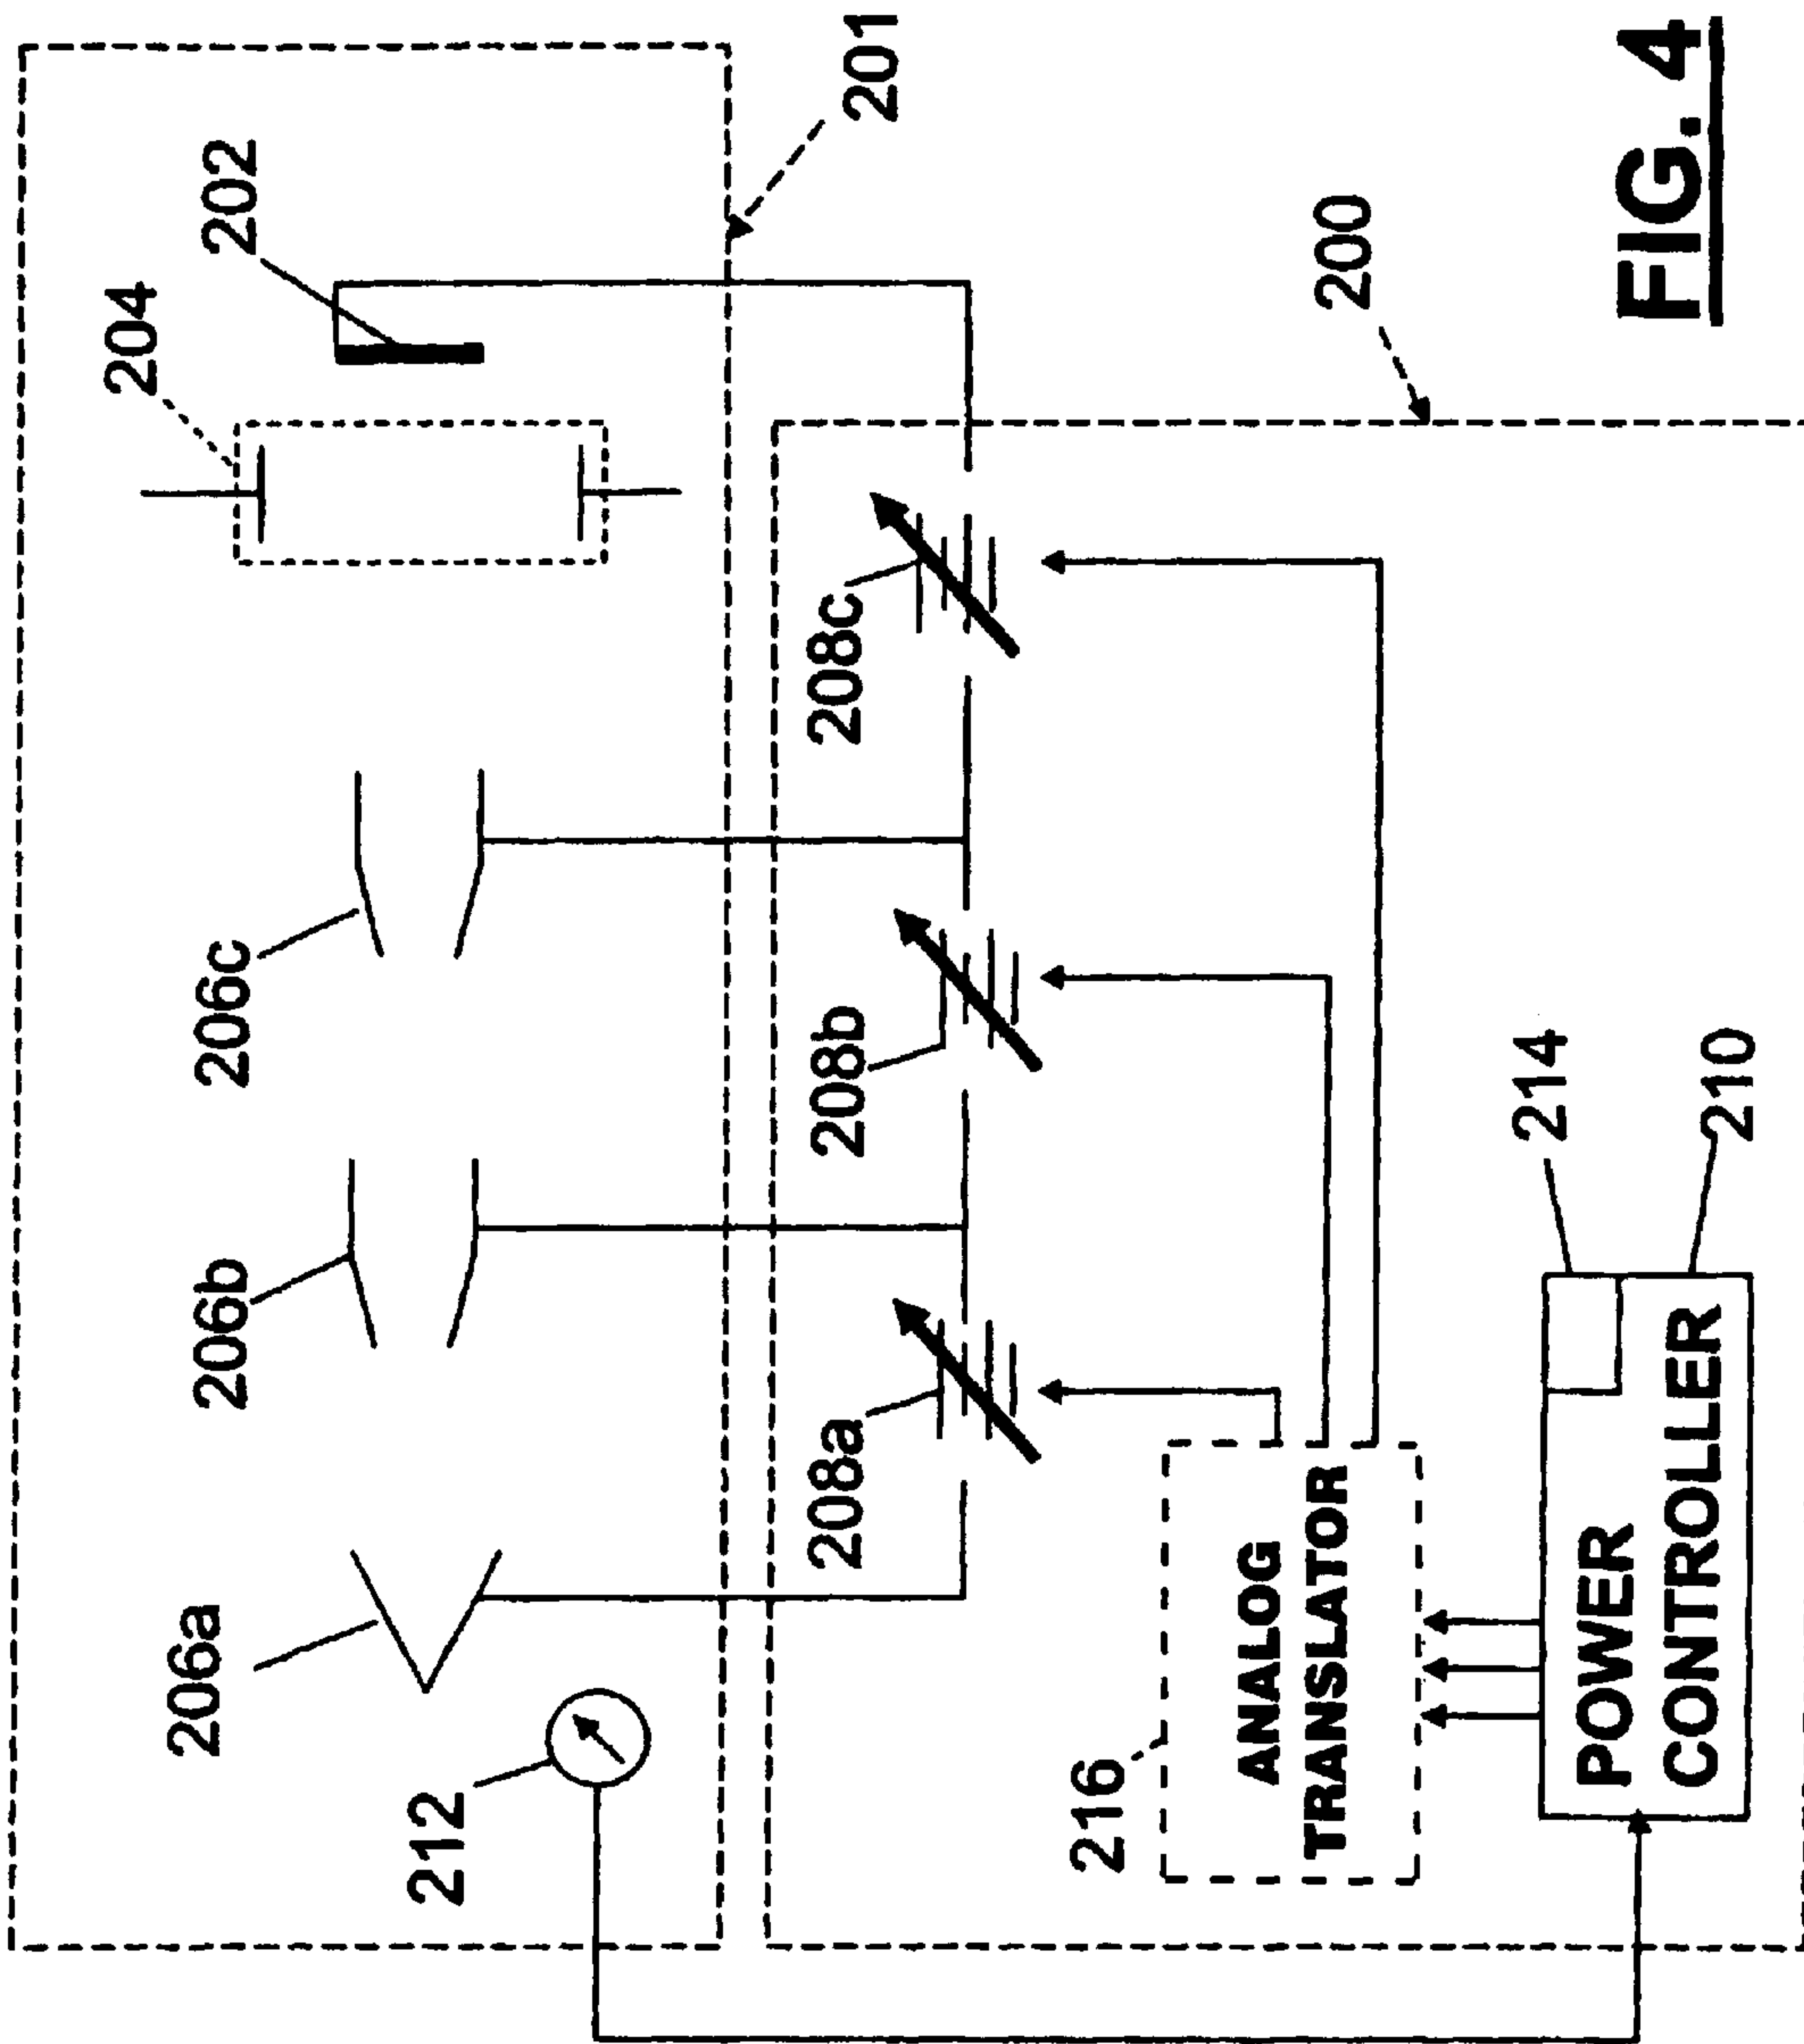 201
202
204
200
FIG. 4
208c
206c
208b
206b
208a
206a
212
214
210
216
ANALOG
TRANSLATOR
POWER
CONTROLLER